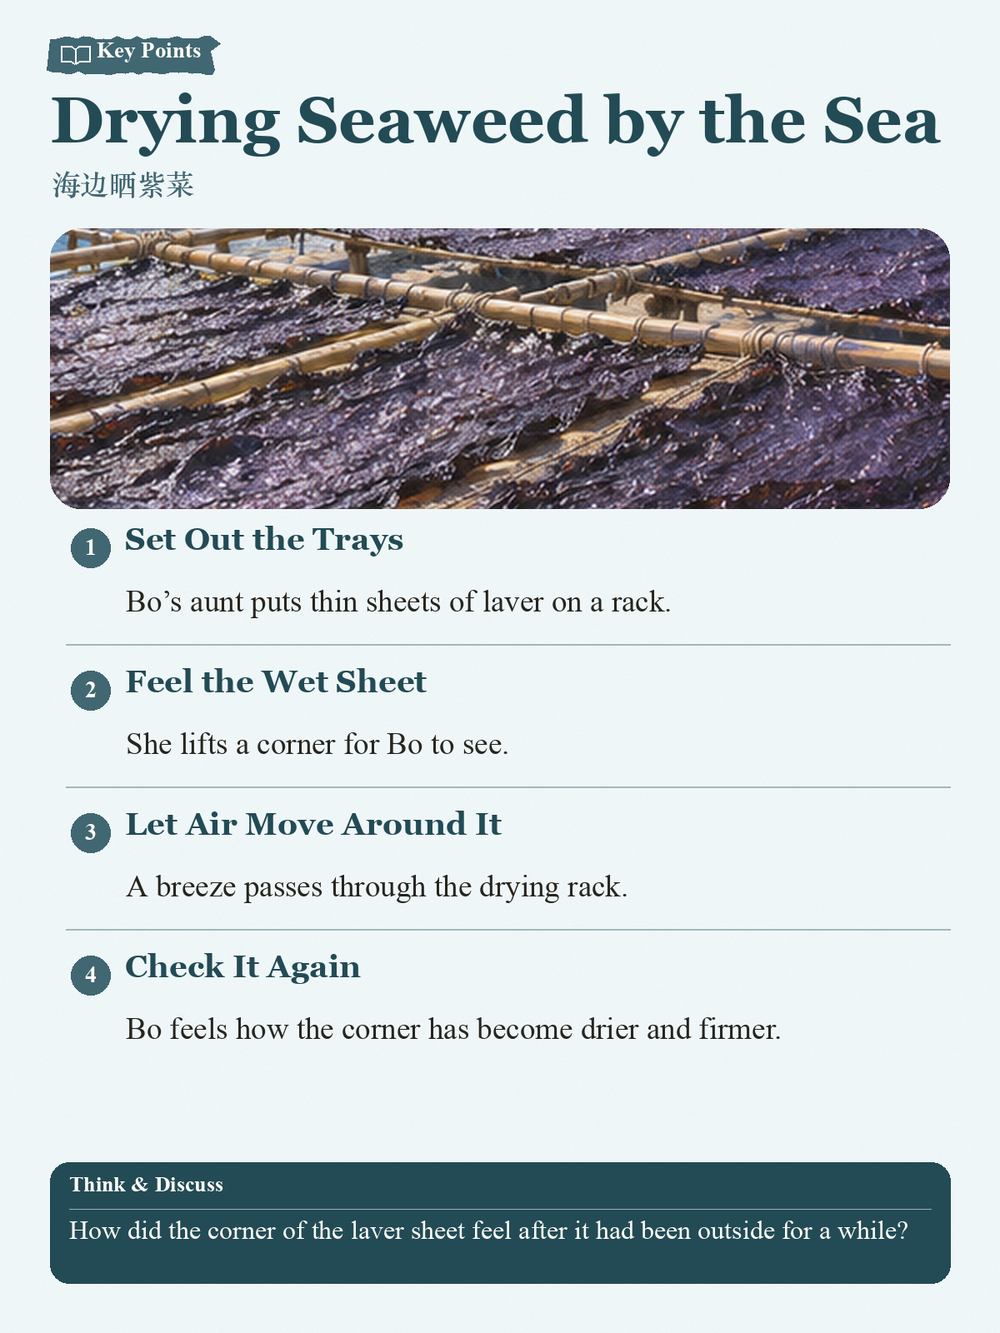 Key Points
Drying Seaweed by the Sea
海边晒紫菜
1 Set Out the Trays
Bo’s aunt puts thin sheets of laver on a rack.
2 Feel the Wet Sheet
She lifts a corner for Bo to see.
3 Let Air Move Around It
A breeze passes through the drying rack.
4 Check It Again
Bo feels how the corner has become drier and firmer.
Think & Discuss
How did the corner of the laver sheet feel after it had been outside for a while?